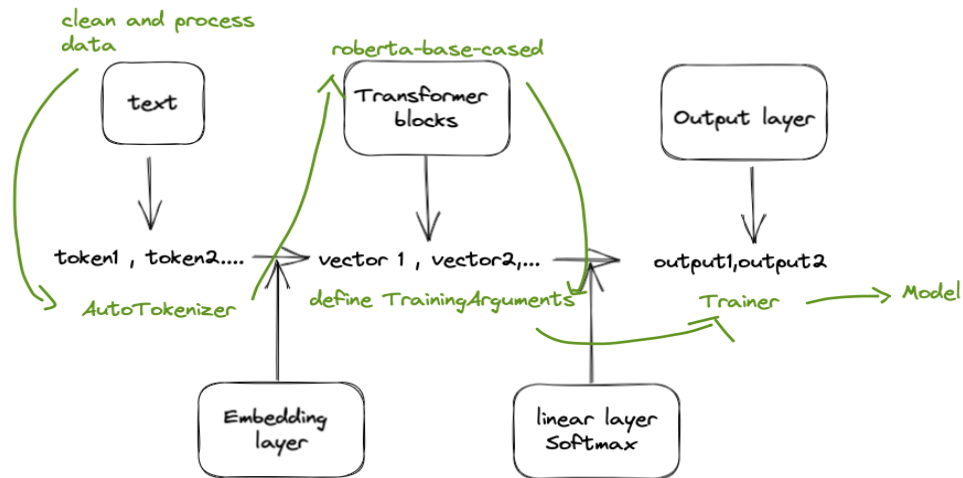 clean and process
data
roberta-base-cased
text
Transformer
blocks
Output layer
token1 , token2....
vector 1 , vector2,...
output1,output2
AutoTokenizer
define TrainingArguments
Trainer
Model
Embedding
layer
linear layer
Softmax